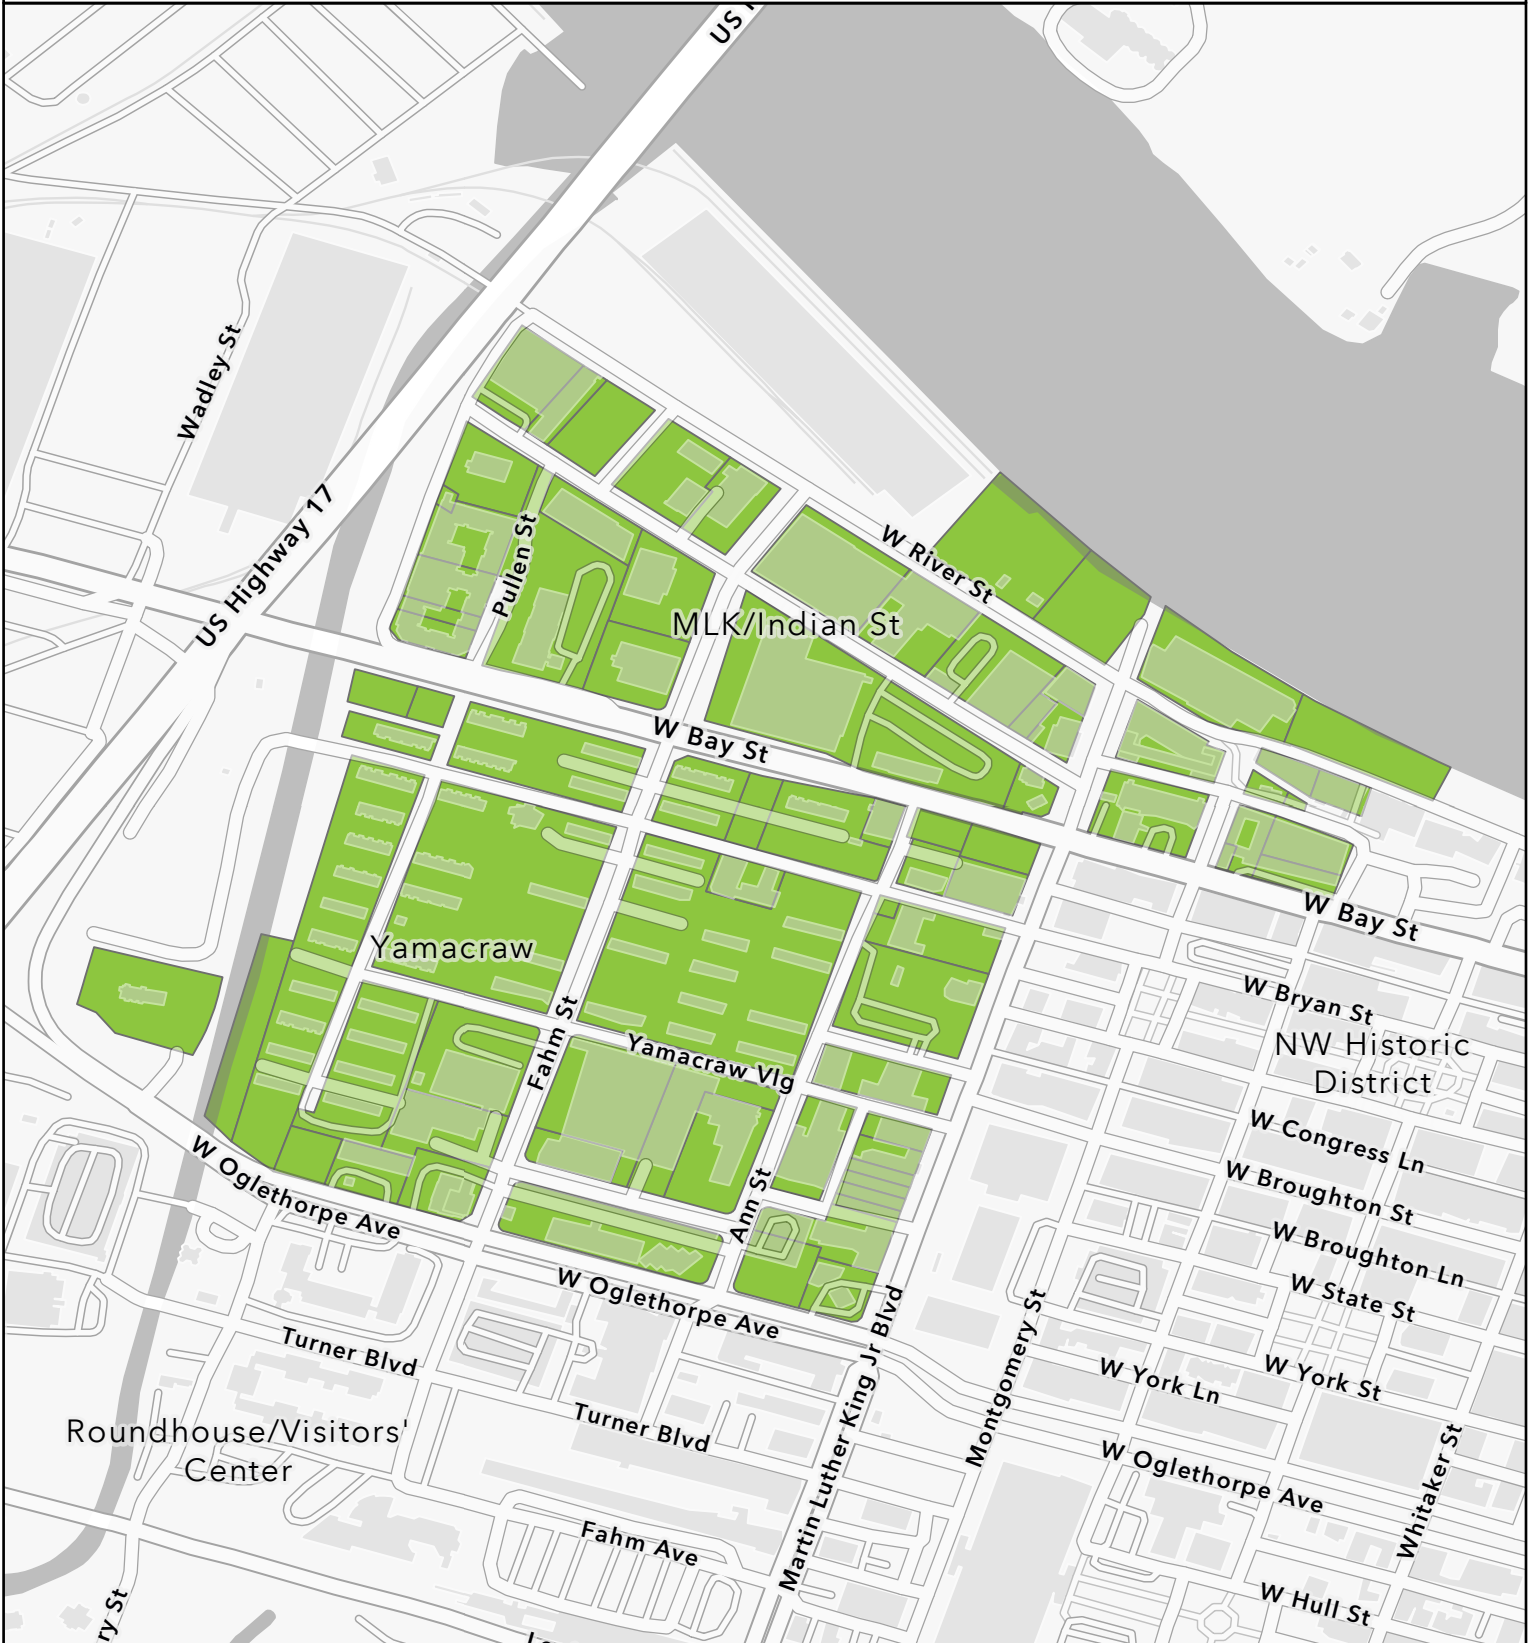 US
Wadley St
US Highway 17
Pullen St
W River St
MLK/Indian St
W Bay St
W Bay St
Yamacraw
W Bryan St
NW Historic
District
Fahm St
Yamacraw Vlg
W Congress Ln
W Oglethorpe Ave
Ann St
W Broughton St
W Broughton Ln
W Oglethorpe Ave
W State St
Turner Blvd
Martin Luther King Jr Blvd
Montgomery St
W York Ln
W York St
Roundhouse/Visitors'
Center
Turner Blvd
W Oglethorpe Ave
Whitaker St
Fahm Ave
W Hull St
ry St